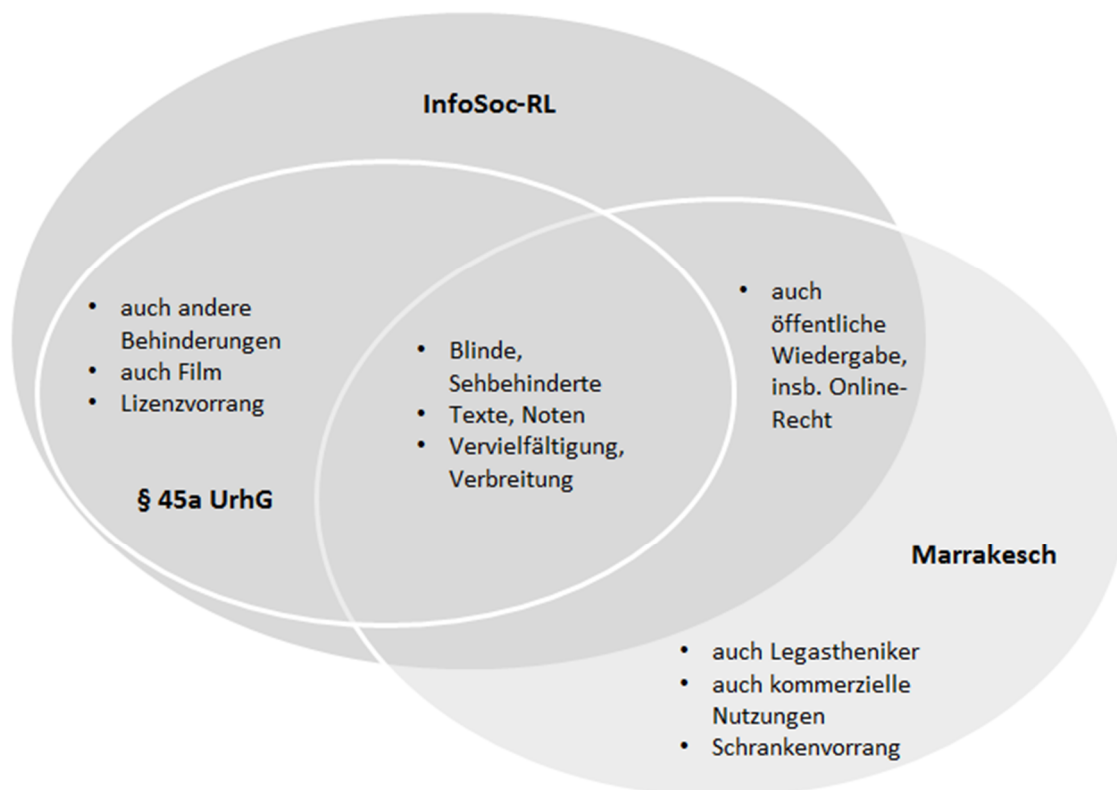 InfoSoc-RL
• auch andere
Behinderungen
• auch Film
• Lizenzvorrang
§ 45a UrhG
• Blinde,
Sehbehinderte
• Texte, Noten
• Vervielfältigung,
Verbreitung
• auch
öffentliche
Wiedergabe,
insb. Online-
Recht
Marrakesch
• auch Legastheniker
• auch kommerzielle
Nutzungen
• Schrankenvorrang